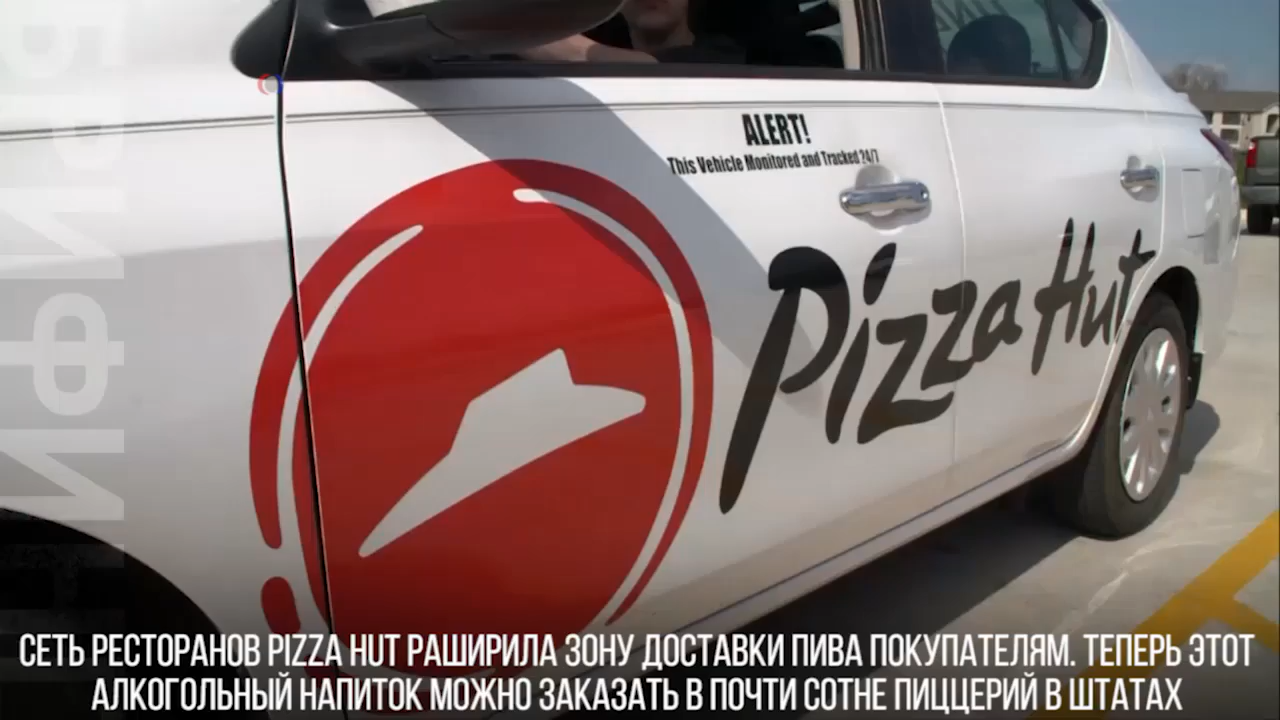 ALERT!
This Vehicle Monitored and Tracked 24/7
Pizza Hut
БРИФИНГ
СЕТЬ РЕСТОРАНОВ PIZZA HUT РАШИРИЛА ЗОНУ ДОСТАВКИ ПИВА ПОКУПАТЕЛЯМ. ТЕПЕРЬ ЭТОТ
АЛКОГОЛЬНЫЙ НАПИТОК МОЖНО ЗАКАЗАТЬ В ПОЧТИ СОТНЕ ПИЦЦЕРИЙ В ШТАТАХ